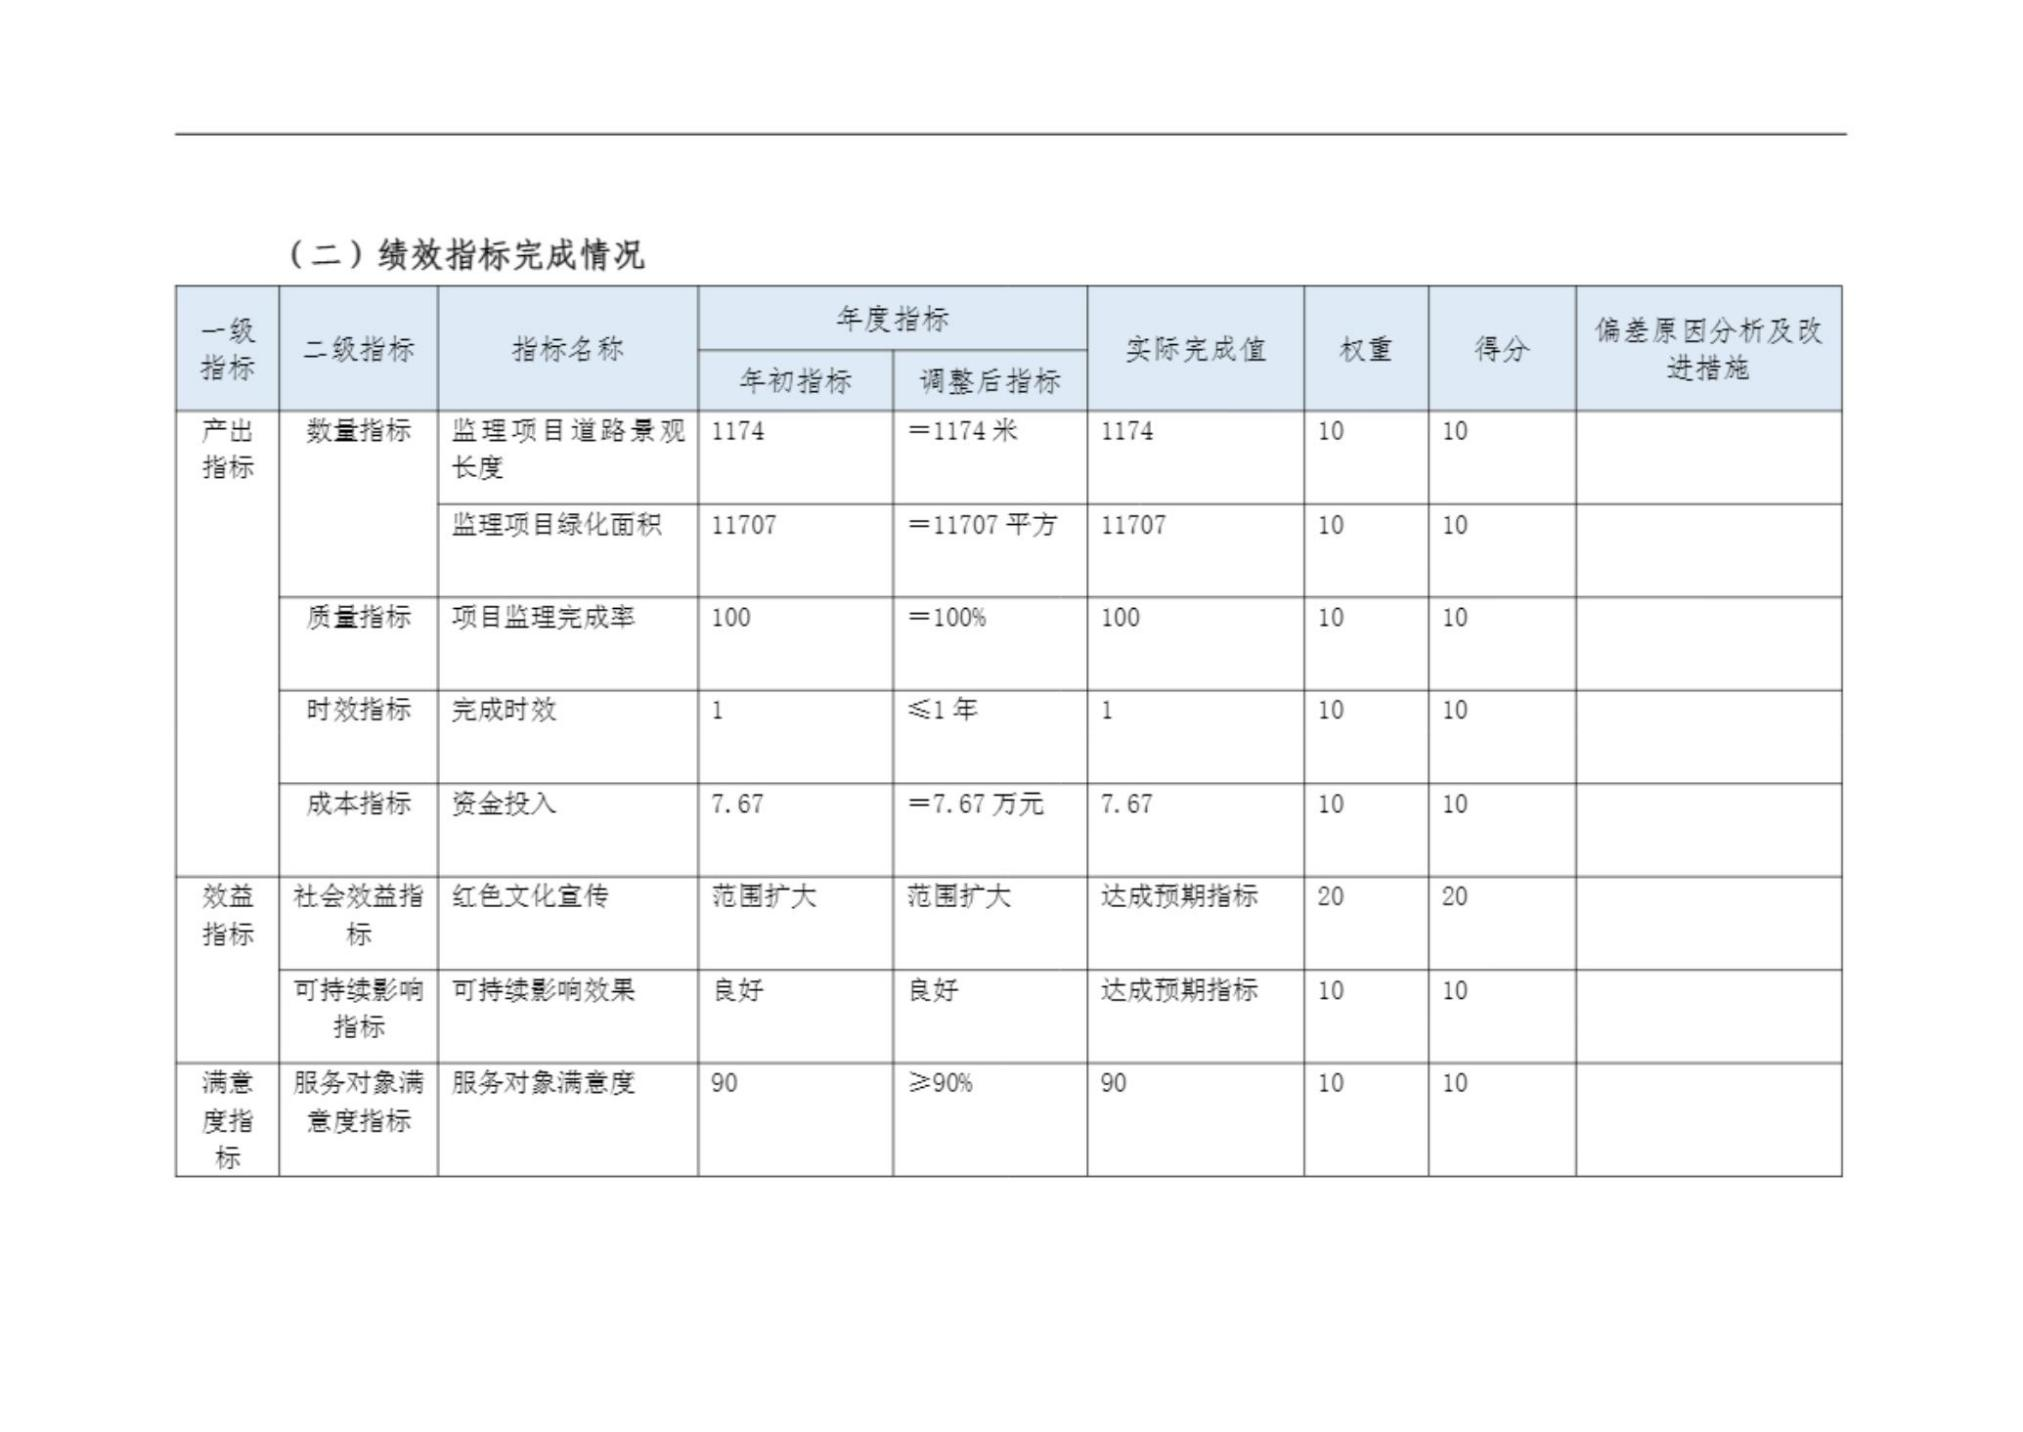 （二）绩效指标完成情况
一级指标 二级指标 指标名称 年度指标 实际完成值 权重 得分 偏差原因分析及改进措施
年初指标 调整后指标
产出指标 数量指标 监理项目道路景观长度 1174 ＝1174米 1174 10 10
监理项目绿化面积 11707 ＝11707平方 11707 10 10
质量指标 项目监理完成率 100 ＝100% 100 10 10
时效指标 完成时效 1 ≤1年 1 10 10
成本指标 资金投入 7.67 ＝7.67万元 7.67 10 10
效益指标 社会效益指标 红色文化宣传 范围扩大 范围扩大 达成预期指标 20 20
可持续影响指标 可持续影响效果 良好 良好 达成预期指标 10 10
满意度指标 服务对象满意度指标 服务对象满意度 90 ≥90% 90 10 10